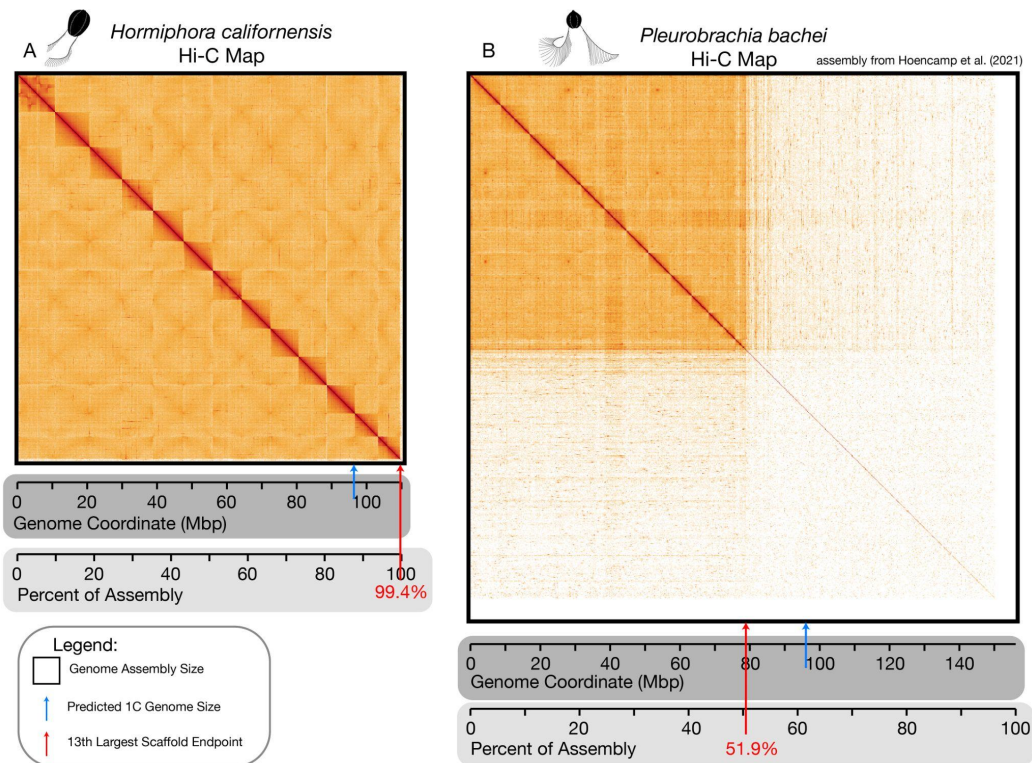 A
Hormiphora californensis
Hi-C Map
0 20 40 60 80 100
Genome Coordinate (Mbp)
0 20 40 60 80 100
Percent of Assembly
99.4%
Legend:
Genome Assembly Size
Predicted 1C Genome Size
13th Largest Scaffold Endpoint
B
Pleurobrachia bachei
Hi-C Map
assembly from Hoencamp et al. (2021)
0 20 40 60 80 100 120 140
Genome Coordinate (Mbp)
0 20 40 60 80 100
Percent of Assembly
51.9%